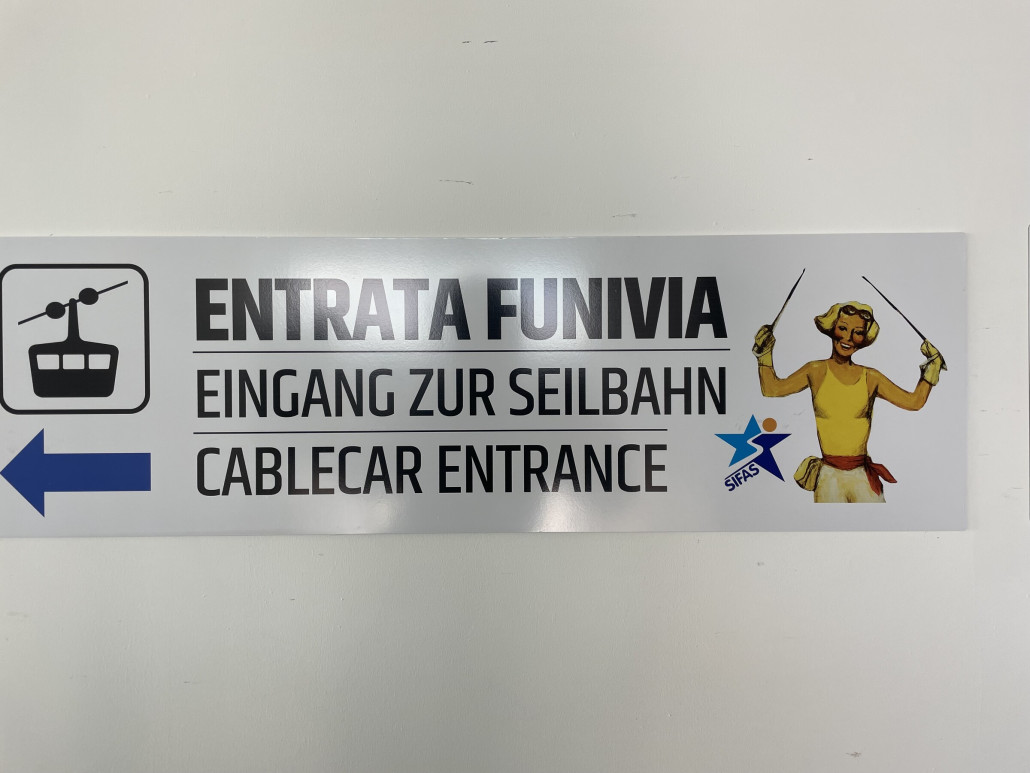 ENTRATA FUNIVIA
EINGANG ZUR SEILBAHN
CABLECAR ENTRANCE
SIFAS